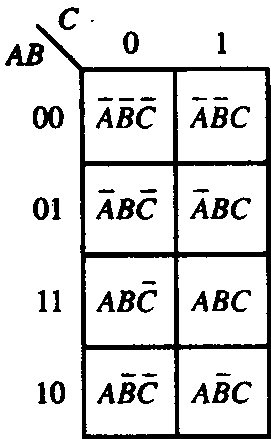 C
AB 0 1
00 A̅B̅C̅ A̅B̅C
01 A̅BC̅ A̅BC
11 ABC̅ ABC
10 AB̅C̅ AB̅C